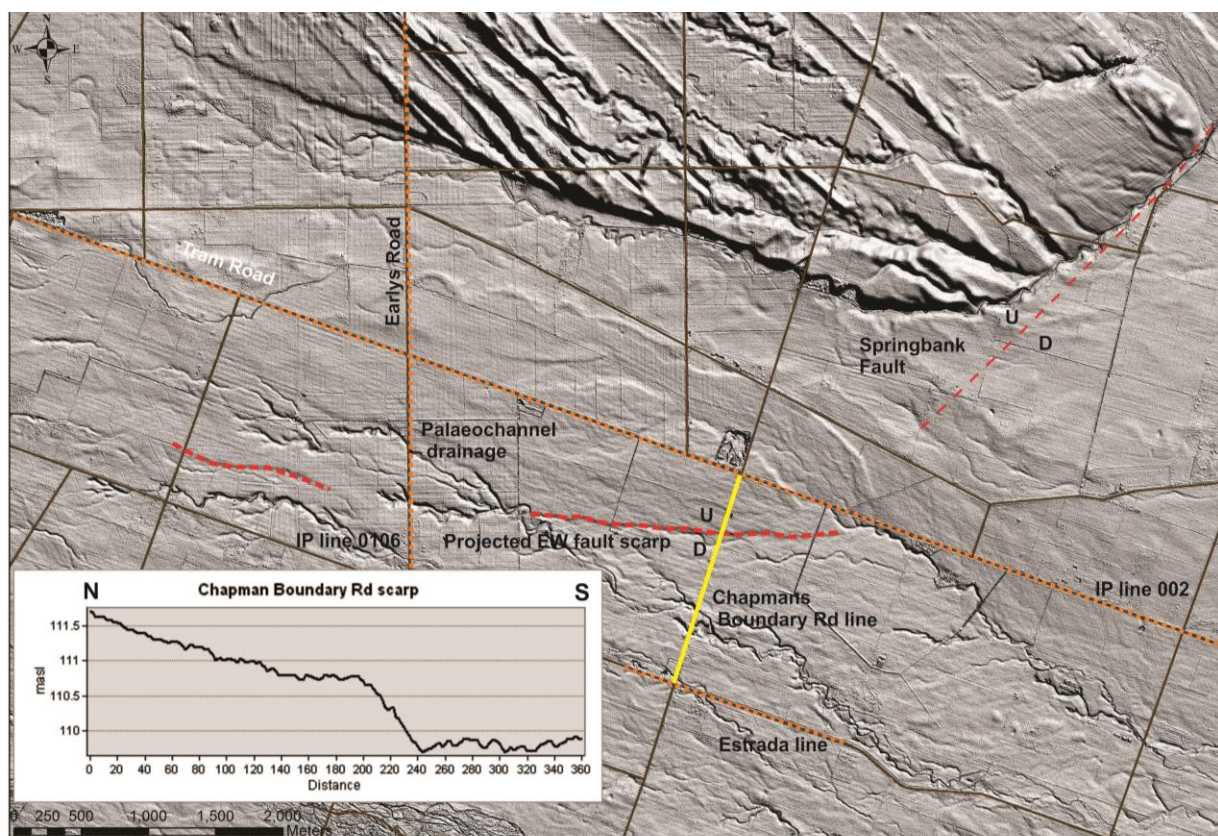 N
W E
S
Tram Road
Earlys Road
U
D
Springbank
Fault
Palaeochannel
drainage
IP line 0106
U
Projected EW fault scarp
D
IP line 002
Chapmans
Boundary Rd line
Estrada line
N
Chapman Boundary Rd scarp
S
masl
111.5
111
110.5
110
0 20 40 60 80 100 120 140 160 180 200 220 240 260 280 300 320 340 360
Distance
0 250 500 1,000 1,500 2,000
Meters